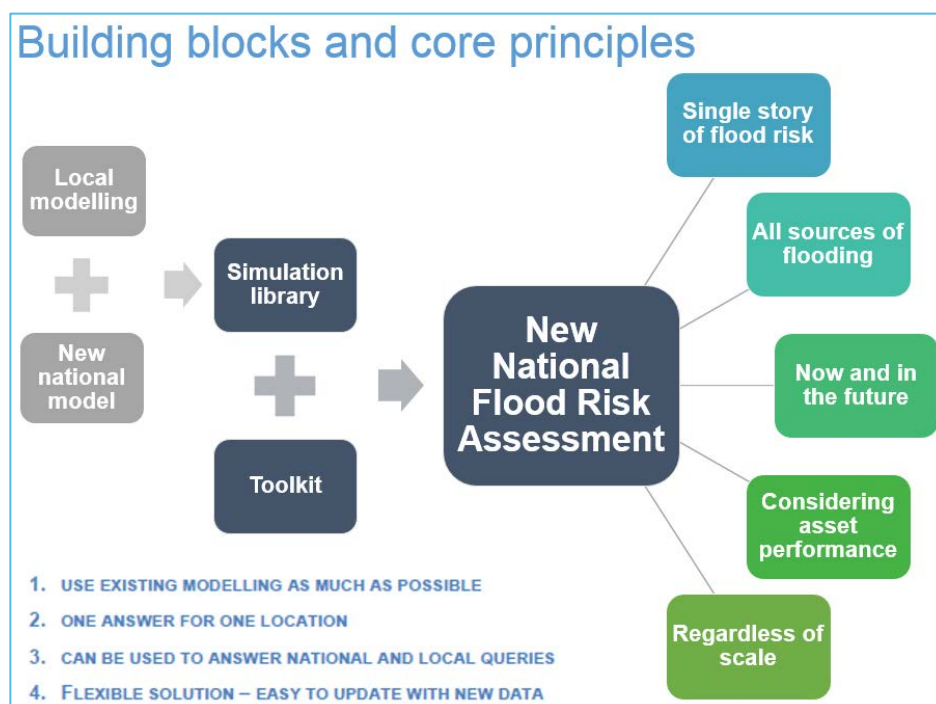 Building blocks and core principles
Local
modelling
New
national
model
Simulation
library
Toolkit
New
National
Flood Risk
Assessment
Single story
of flood risk
All sources of
flooding
Now and in
the future
Considering
asset
performance
Regardless of
scale
1. USE EXISTING MODELLING AS MUCH AS POSSIBLE
2. ONE ANSWER FOR ONE LOCATION
3. CAN BE USED TO ANSWER NATIONAL AND LOCAL QUERIES
4. FLEXIBLE SOLUTION – EASY TO UPDATE WITH NEW DATA